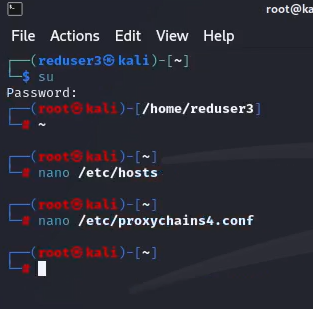 root@ka
File Actions Edit View Help
┌──(reduser3㉿kali)-[~]
└─$ su
Password:
┌──(root㉿kali)-[/home/reduser3]
└─# ~
┌──(root㉿kali)-[~]
└─# nano /etc/hosts
┌──(root㉿kali)-[~]
└─# nano /etc/proxychains4.conf
┌──(root㉿kali)-[~]
└─#